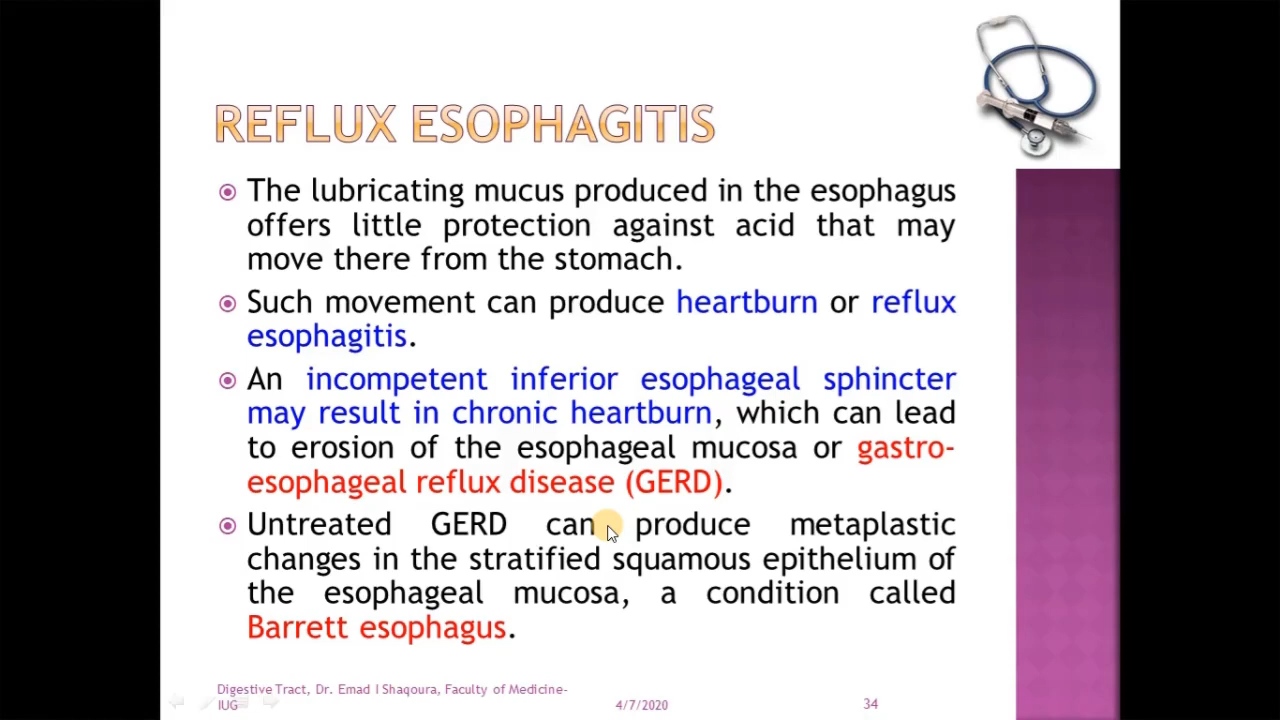 REFLUX ESOPHAGITIS
The lubricating mucus produced in the esophagus
offers little protection against acid that may
move there from the stomach.
Such movement can produce heartburn or reflux
esophagitis.
An incompetent inferior esophageal sphincter
may result in chronic heartburn, which can lead
to erosion of the esophageal mucosa or gastro-
esophageal reflux disease (GERD).
Untreated GERD can produce metaplastic
changes in the stratified squamous epithelium of
the esophageal mucosa, a condition called
Barrett esophagus.
Digestive Tract, Dr. Emad I Shaqoura, Faculty of Medicine-
IUG
4/7/2020
34